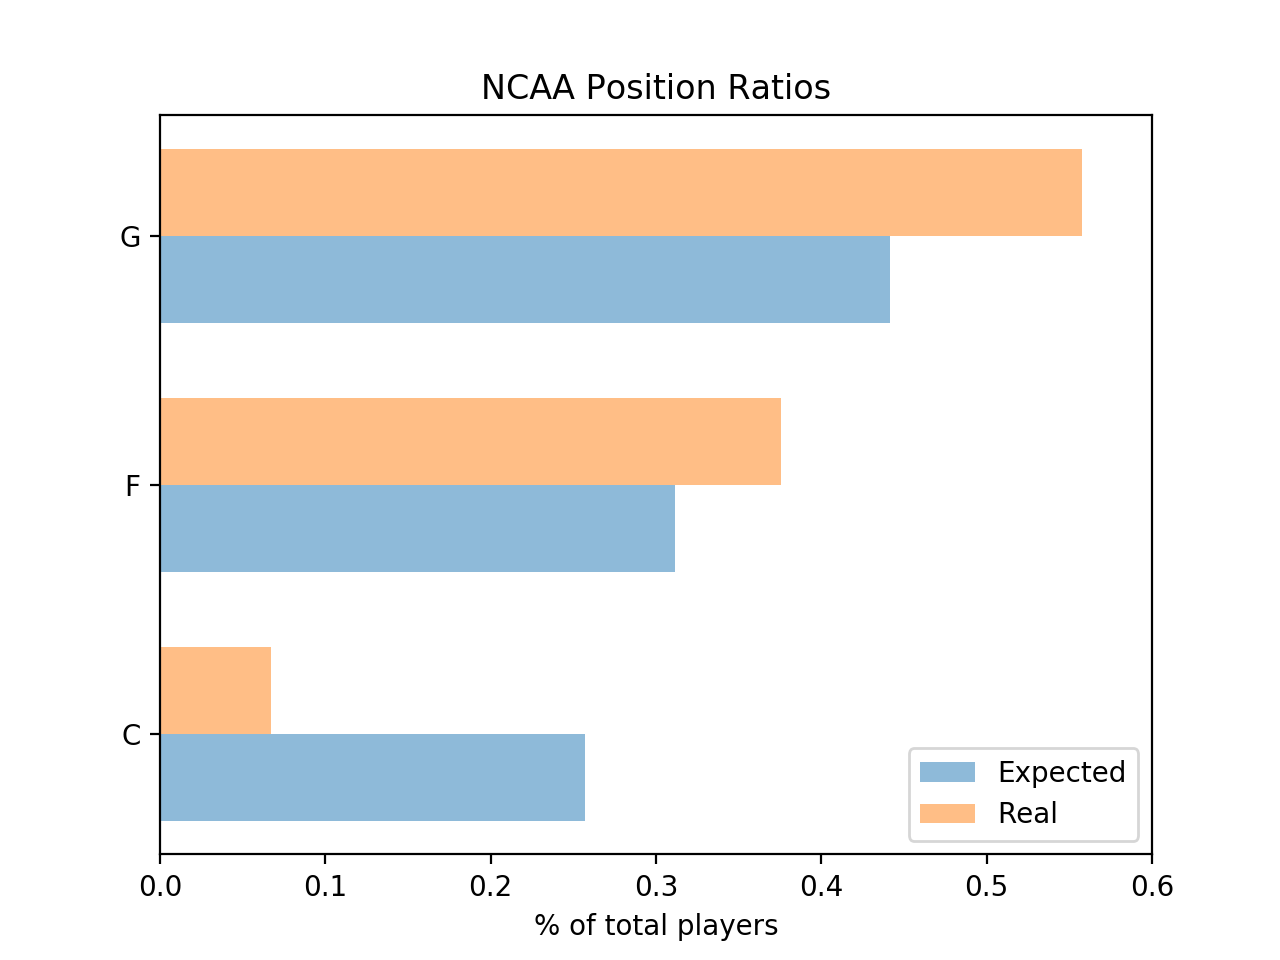 NCAA Position Ratios
G
F
C
Expected
Real
0.0 0.1 0.2 0.3 0.4 0.5 0.6
% of total players